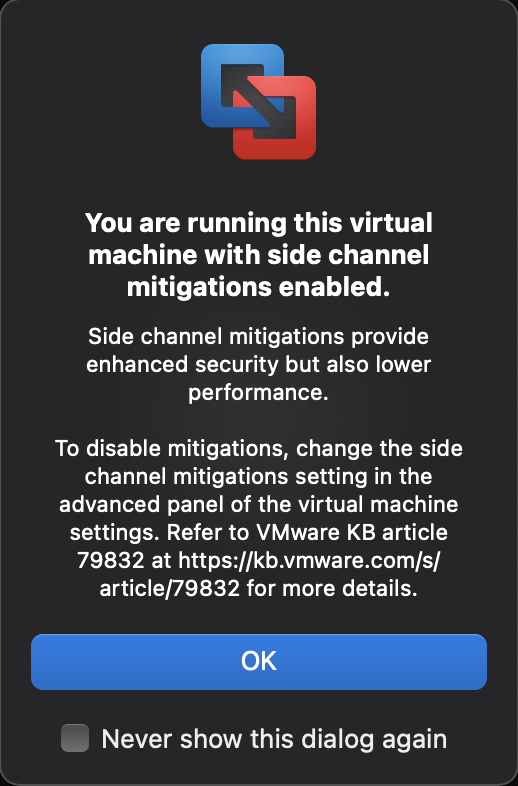 You are running this virtual
machine with side channel
mitigations enabled.
Side channel mitigations provide
enhanced security but also lower
performance.
To disable mitigations, change the side
channel mitigations setting in the
advanced panel of the virtual machine
settings. Refer to VMware KB article
79832 at https://kb.vmware.com/s/
article/79832 for more details.
OK
Never show this dialog again